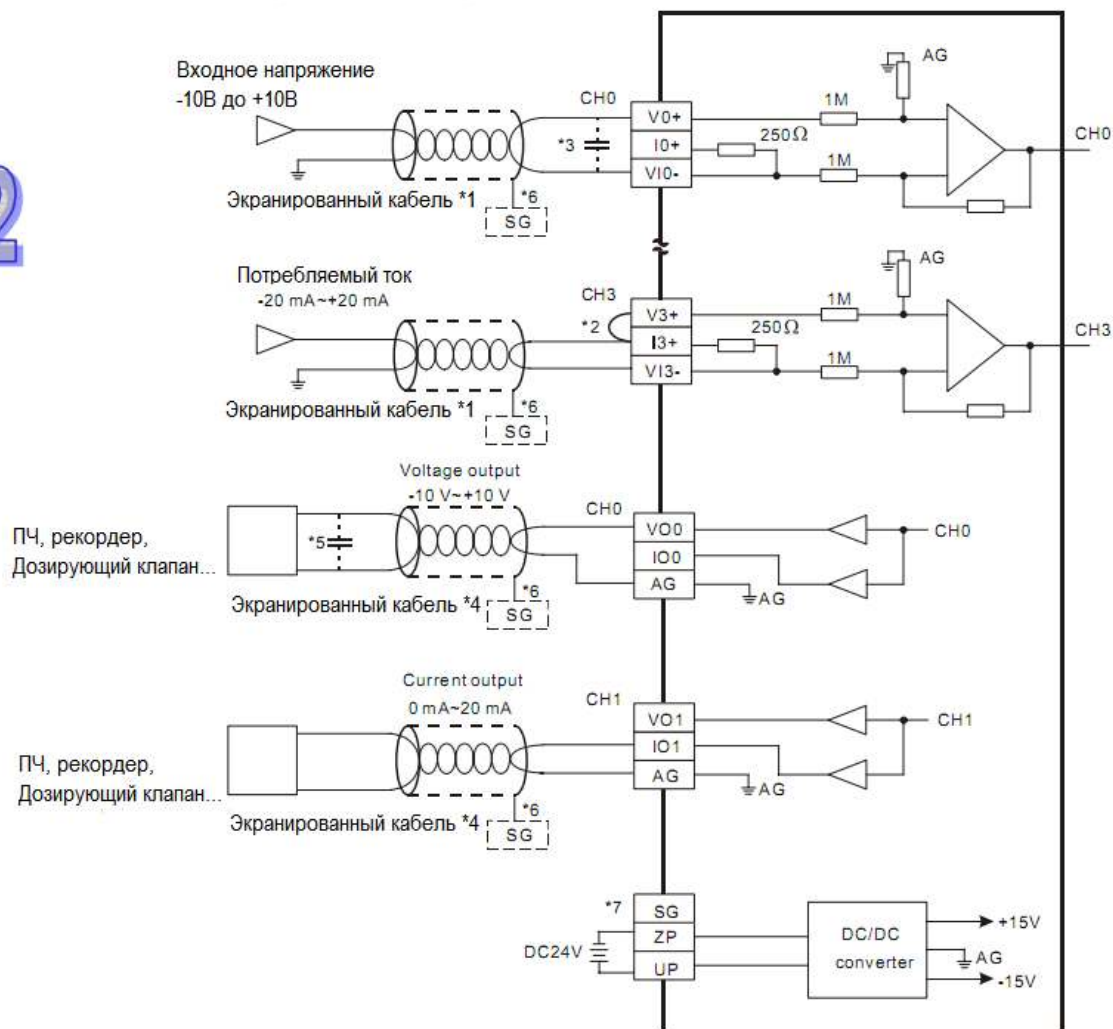 Входное напряжение
-10В до +10В
CH0
V0+
I0+
VI0-
*3
250Ω
1M
1M
AG
CH0
Экранированный кабель *1
*6
SG
2
Потребляемый ток
-20 mA~+20 mA
CH3
V3+
I3+
VI3-
*2
250Ω
1M
1M
AG
CH3
Экранированный кабель *1
*6
SG
Voltage output
-10 V~+10 V
CH0
VO0
IO0
AG
AG
CH0
ПЧ, рекордер,
Дозирующий клапан...
*5
Экранированный кабель *4
*6
SG
Current output
0 mA~20 mA
CH1
VO1
IO1
AG
AG
CH1
ПЧ, рекордер,
Дозирующий клапан...
Экранированный кабель *4
*6
SG
*7
SG
ZP
UP
DC24V
DC/DC
converter
+15V
AG
-15V